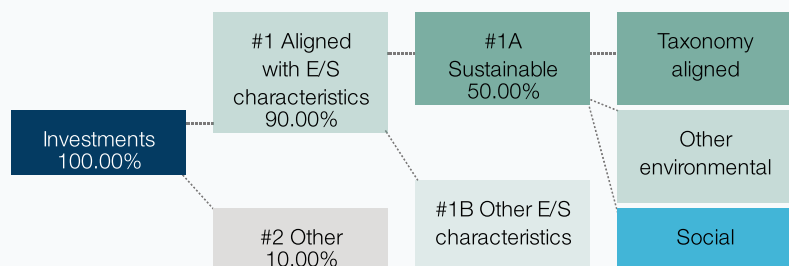 Investments
100.00%
#1 Aligned
with E/S
characteristics
90.00%
#2 Other
10.00%
#1A
Sustainable
50.00%
#1B Other E/S
characteristics
Taxonomy
aligned
Other
environmental
Social